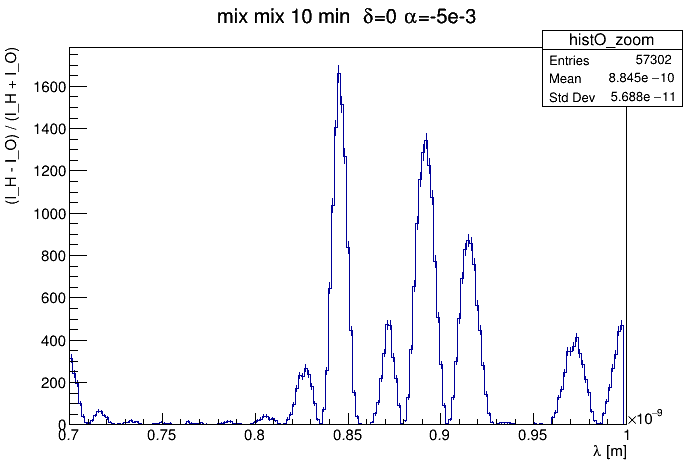 mix mix 10 min δ=0 α=-5e-3
histO_zoom
Entries 57302
Mean 8.845e−10
Std Dev 5.688e−11
(I_H - I_O) / (I_H + I_O)
1600
1400
1200
1000
800
600
400
200
0
0.7 0.75 0.8 0.85 0.9 0.95 1
×10⁻⁹
λ [m]